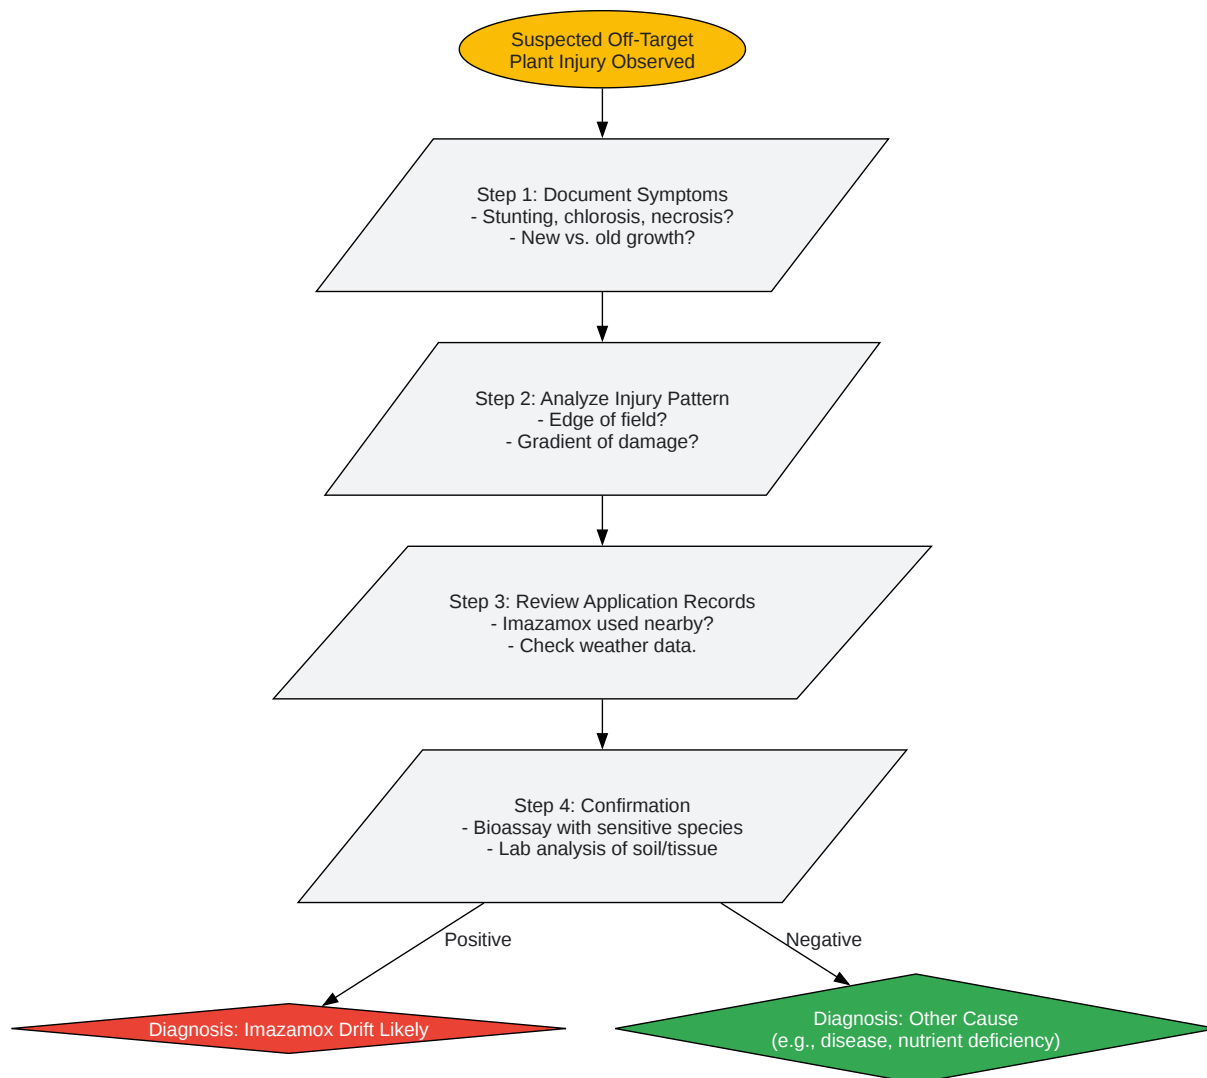 Suspected Off-Target
Plant Injury Observed
Step 1: Document Symptoms
- Stunting, chlorosis, necrosis?
- New vs. old growth?
Step 2: Analyze Injury Pattern
- Edge of field?
- Gradient of damage?
Step 3: Review Application Records
- Imazamox used nearby?
- Check weather data.
Step 4: Confirmation
- Bioassay with sensitive species
- Lab analysis of soil/tissue
Positive
Negative
Diagnosis: Imazamox Drift Likely
Diagnosis: Other Cause
(e.g., disease, nutrient deficiency)